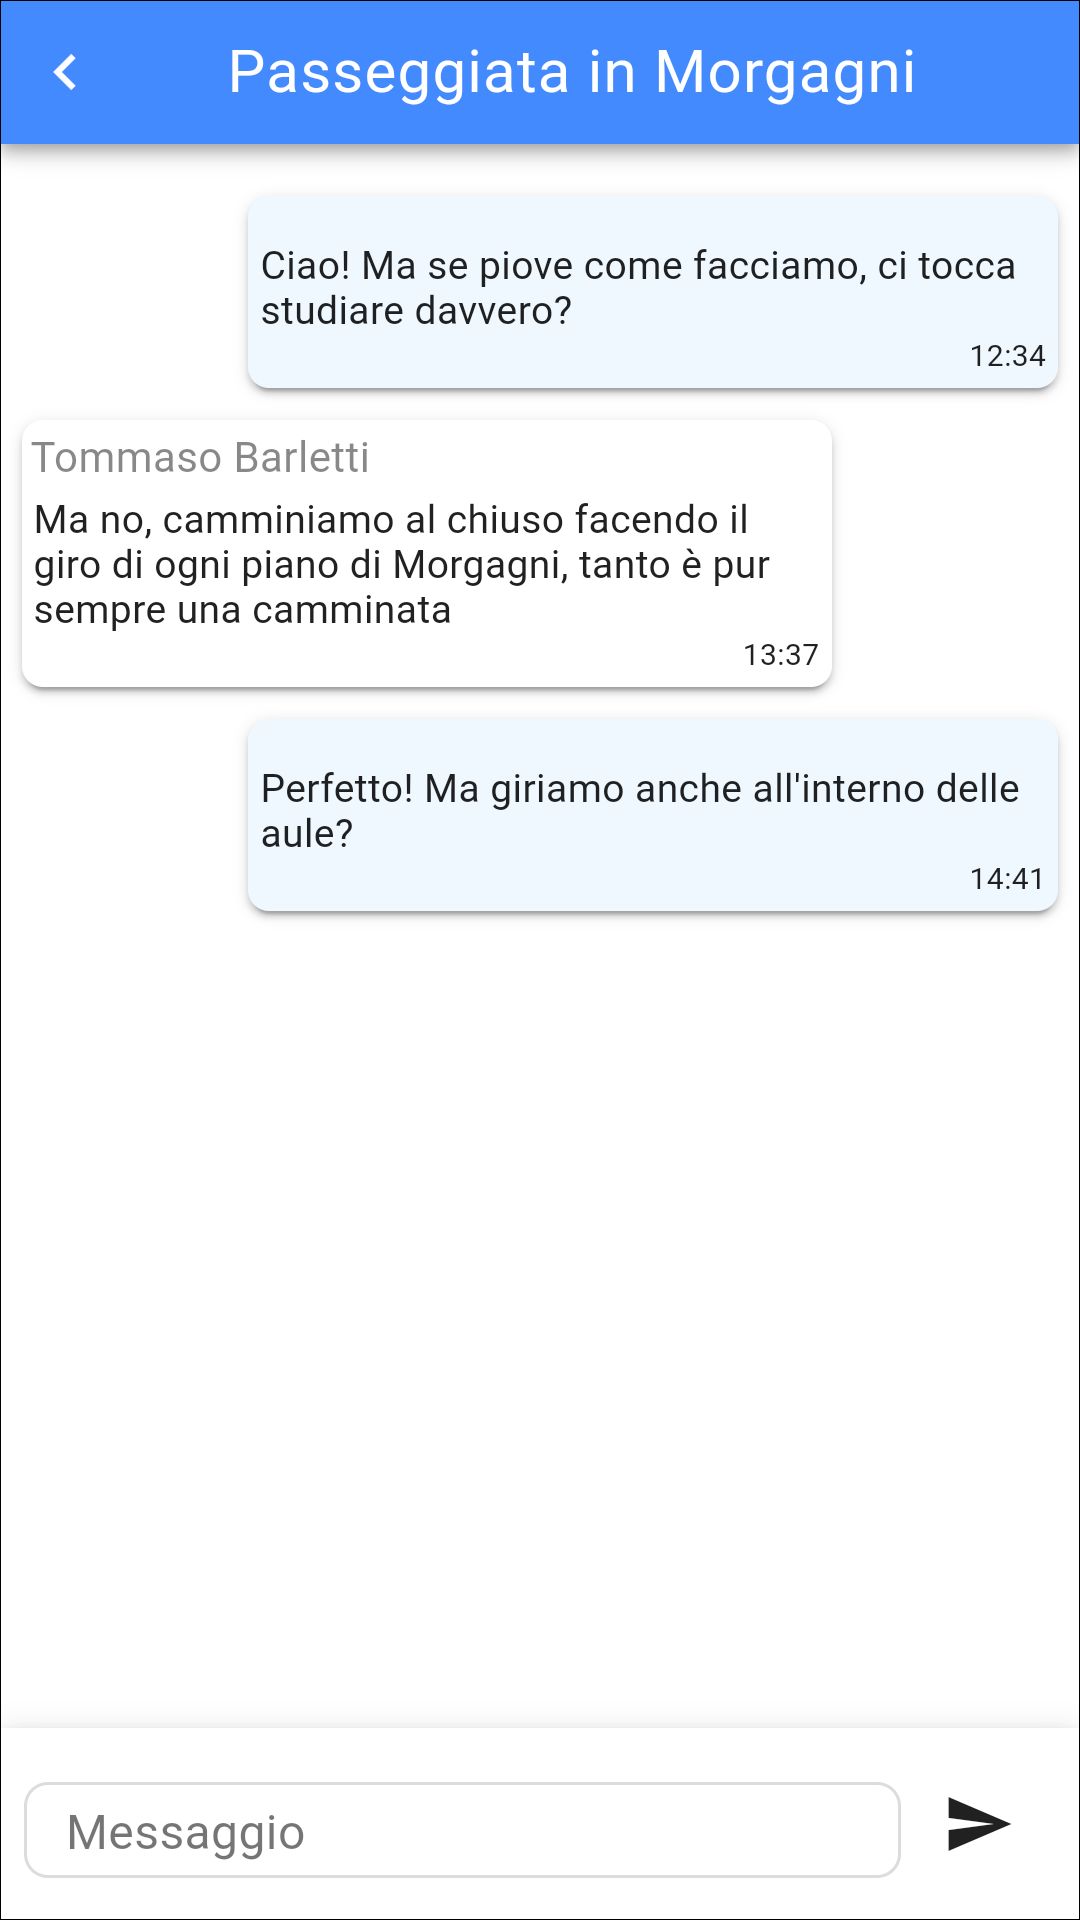 Passeggiata in Morgagni
Ciao! Ma se piove come facciamo, ci tocca
studiare davvero?
12:34
Tommaso Barletti
Ma no, camminiamo al chiuso facendo il
giro di ogni piano di Morgagni, tanto è pur
sempre una camminata
13:37
Perfetto! Ma giriamo anche all'interno delle
aule?
14:41
Messaggio